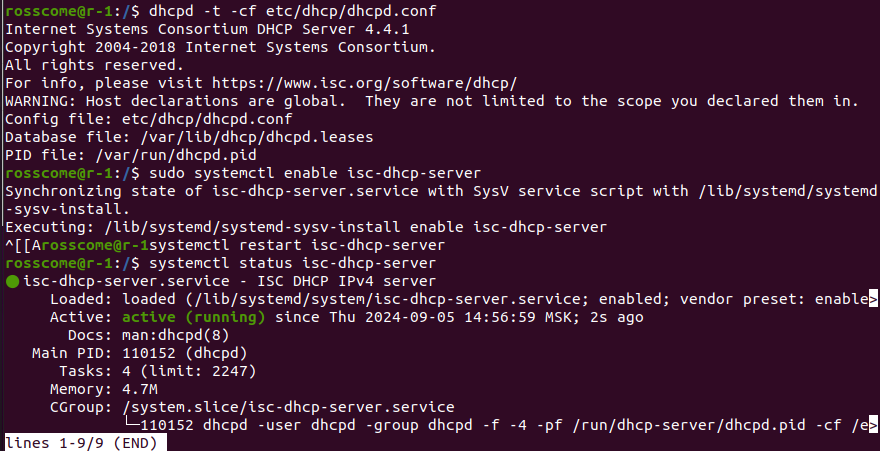 rosscome@r-1:/$ dhcpd -t -cf etc/dhcp/dhcpd.conf
Internet Systems Consortium DHCP Server 4.4.1
Copyright 2004-2018 Internet Systems Consortium.
All rights reserved.
For info, please visit https://www.isc.org/software/dhcp/
WARNING: Host declarations are global.  They are not limited to the scope you declared them in.
Config file: etc/dhcp/dhcpd.conf
Database file: /var/lib/dhcp/dhcpd.leases
PID file: /var/run/dhcpd.pid
rosscome@r-1:/$ sudo systemctl enable isc-dhcp-server
Synchronizing state of isc-dhcp-server.service with SysV service script with /lib/systemd/systemd
-sysv-install.
Executing: /lib/systemd/systemd-sysv-install enable isc-dhcp-server
^[[Arosscome@r-1systemctl restart isc-dhcp-server
rosscome@r-1:/$ systemctl status isc-dhcp-server
● isc-dhcp-server.service - ISC DHCP IPv4 server
     Loaded: loaded (/lib/systemd/system/isc-dhcp-server.service; enabled; vendor preset: enable>
     Active: active (running) since Thu 2024-09-05 14:56:59 MSK; 2s ago
       Docs: man:dhcpd(8)
   Main PID: 110152 (dhcpd)
      Tasks: 4 (limit: 2247)
     Memory: 4.7M
     CGroup: /system.slice/isc-dhcp-server.service
             └─110152 dhcpd -user dhcpd -group dhcpd -f -4 -pf /run/dhcp-server/dhcpd.pid -cf /e>
lines 1-9/9 (END)